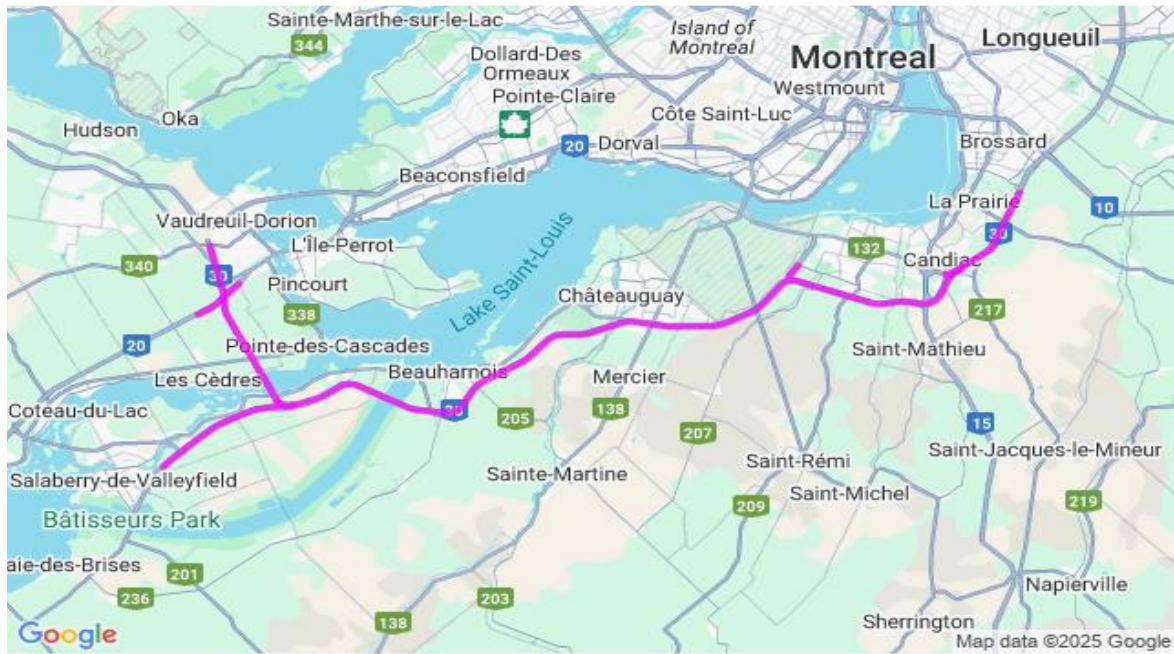 Sainte-Marthe-sur-le-Lac
344
Island of
Montreal
Longueuil
Dollard-Des
Ormeaux
Montreal
Pointe-Claire
Westmount
Oka
Côte Saint-Luc
Hudson
20
Dorval
Brossard
Beaconsfield
La Prairie
10
Vaudreuil-Dorion
L'Île-Perrot
30
132
340
30
Candiac
Pincourt
Lake Saint-Louis
Châteauguay
338
217
20
Pointe-des-Cascades
Saint-Mathieu
Les Cèdres
Beauharnois
Mercier
Coteau-du-Lac
30
205
138
15
207
Saint-Jacques-le-Mineur
Salaberry-de-Valleyfield
Sainte-Martine
Saint-Rémi
Saint-Michel
219
209
Bâtisseurs Park
aie-des-Brises
201
Napierville
236
203
138
Sherrington
Google
Map data ©2025 Google